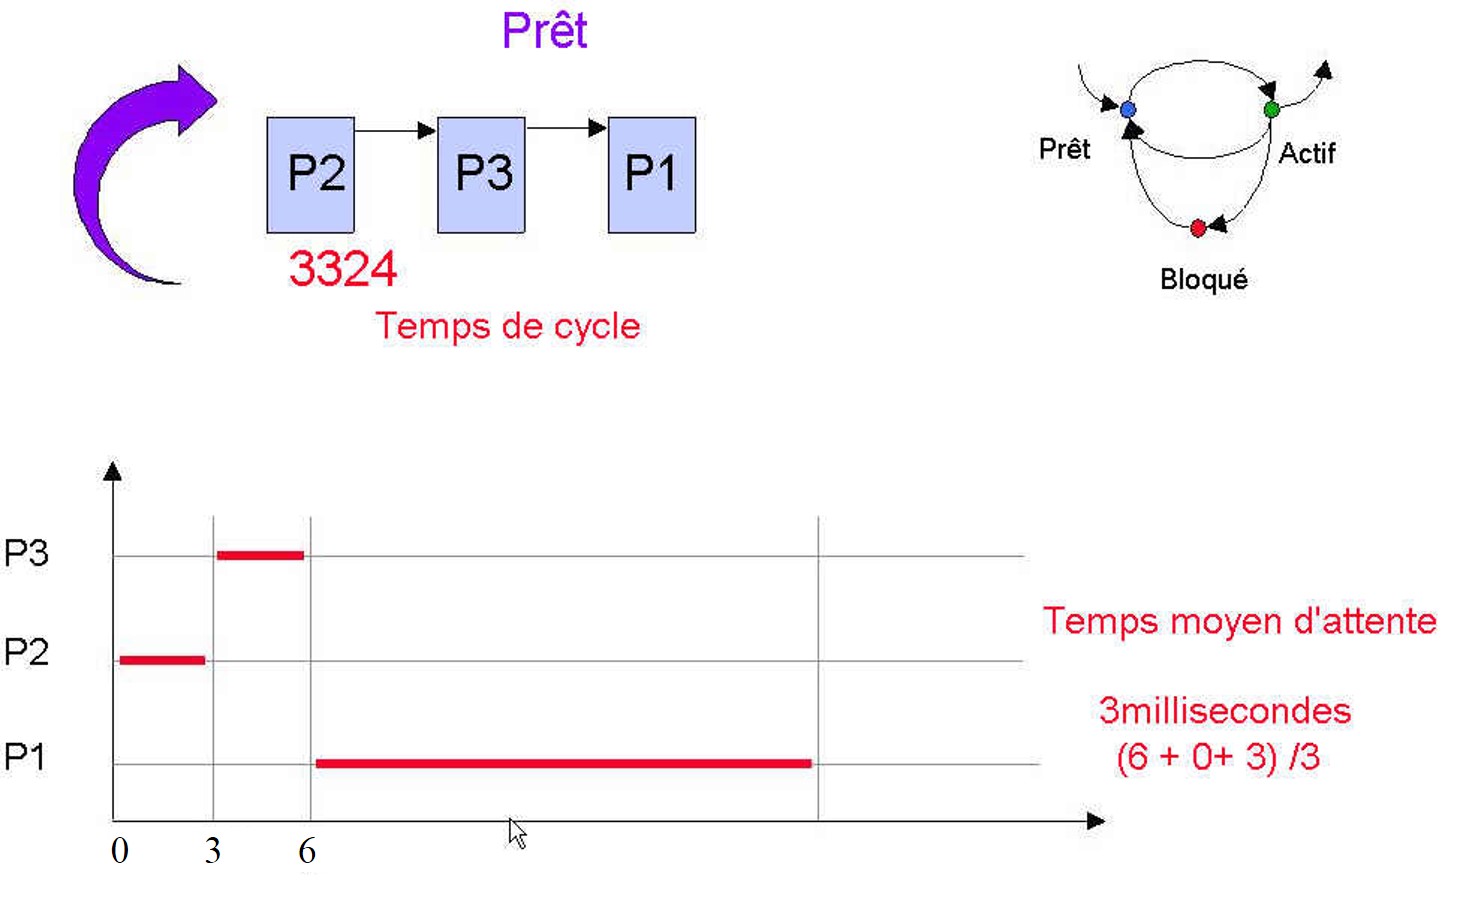 Prêt
P2 P3 P1
3324
Temps de cycle
Prêt
Actif
Bloqué
P3
P2
P1
0 3 6
Temps moyen d'attente
3millisecondes
(6 + 0+ 3) /3